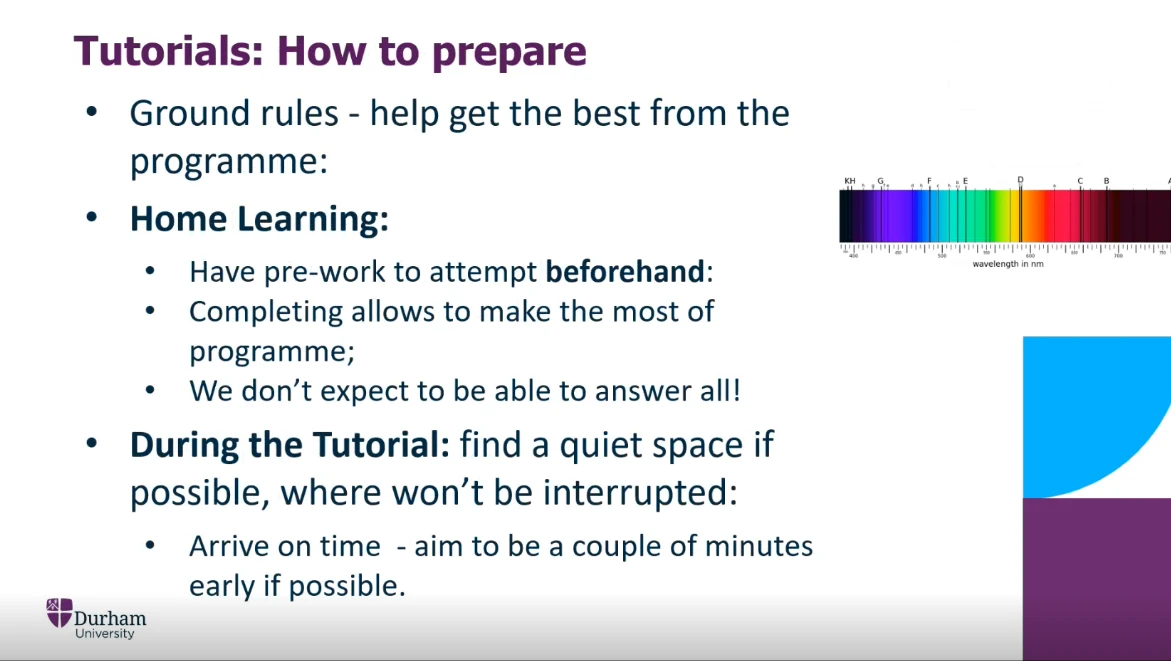 Tutorials: How to prepare
• Ground rules - help get the best from the
programme:
• Home Learning:
• Have pre-work to attempt beforehand:
• Completing allows to make the most of
programme;
• We don’t expect to be able to answer all!
• During the Tutorial: find a quiet space if
possible, where won’t be interrupted:
• Arrive on time - aim to be a couple of minutes
early if possible.
KH G F E D C B A
400 500 600 700
wavelength in nm
Durham
University